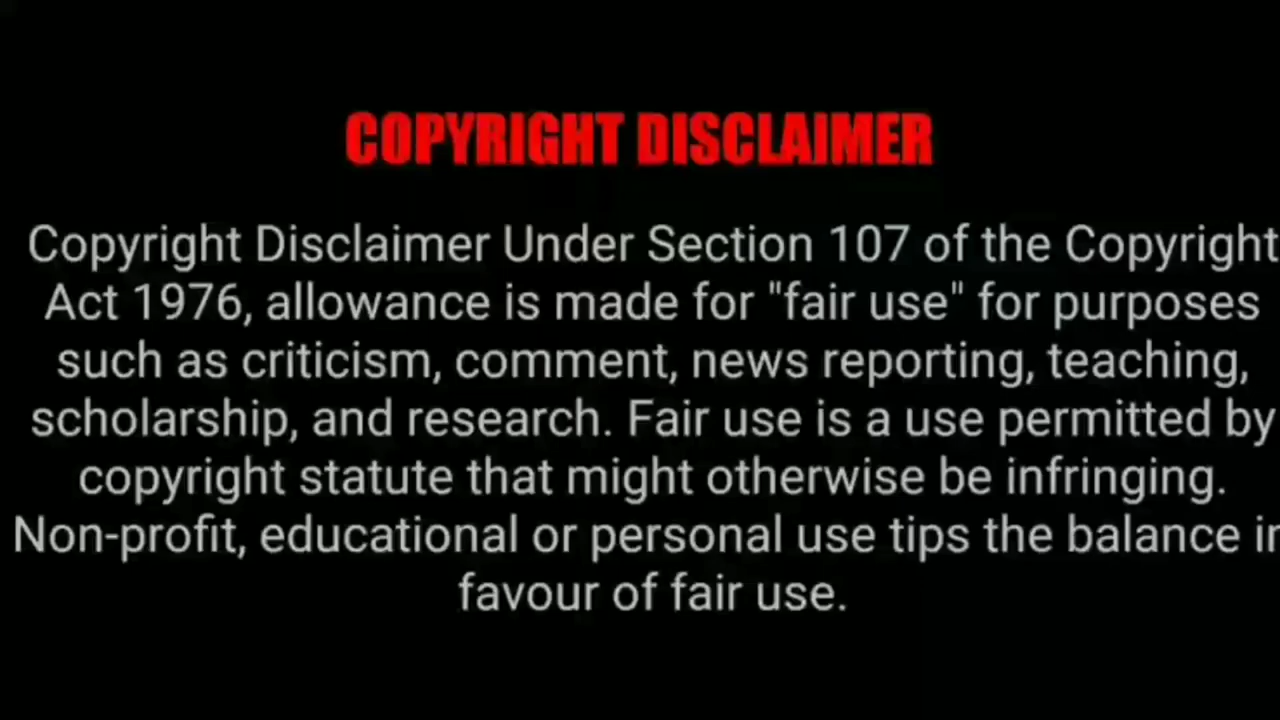 COPYRIGHT DISCLAIMER
Copyright Disclaimer Under Section 107 of the Copyright
Act 1976, allowance is made for "fair use" for purposes
such as criticism, comment, news reporting, teaching,
scholarship, and research. Fair use is a use permitted by
copyright statute that might otherwise be infringing.
Non-profit, educational or personal use tips the balance in
favour of fair use.